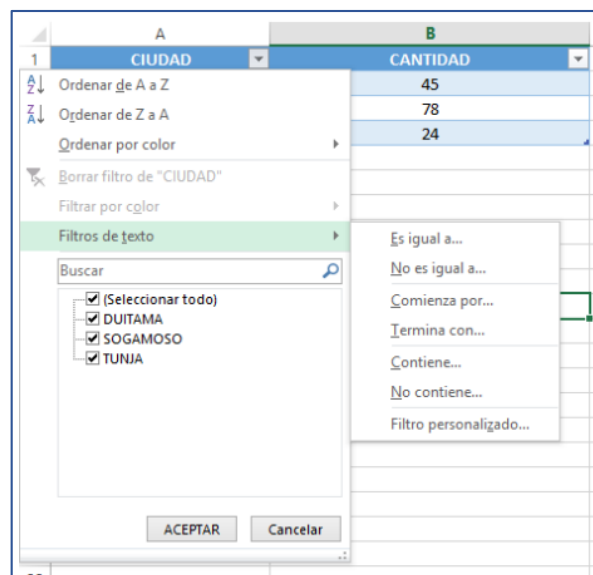 A B
1 CIUDAD CANTIDAD
Ordenar de A a Z 45
Ordenar de Z a A 78
Ordenar por color 24
Borrar filtro de "CIUDAD"
Filtrar por color
Filtros de texto
Es igual a...
No es igual a...
Comienza por...
Termina con...
Contiene...
No contiene...
Filtro personalizado...
Buscar
(Seleccionar todo)
DUITAMA
SOGAMOSO
TUNJA
ACEPTAR Cancelar